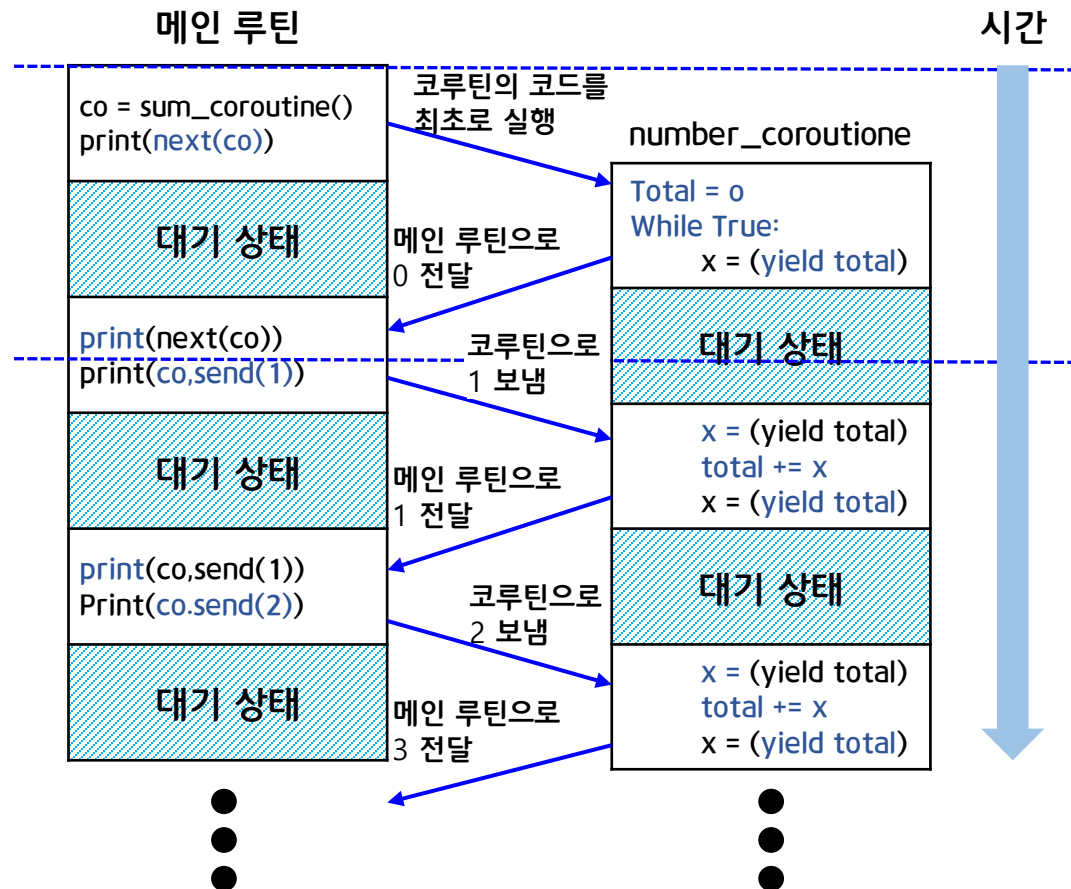 메인 루틴
시간
co = sum_coroutine()
print(next(co))
코루틴의 코드를
최초로 실행
number_coroutione
Total = o
While True:
x = (yield total)
대기 상태
메인 루틴으로
0 전달
print(next(co))
print(co,send(1))
코루틴으로
1 보냄
대기 상태
x = (yield total)
total += x
x = (yield total)
대기 상태
메인 루틴으로
1 전달
print(co,send(1))
Print(co.send(2))
코루틴으로
2 보냄
대기 상태
x = (yield total)
total += x
x = (yield total)
대기 상태
메인 루틴으로
3 전달